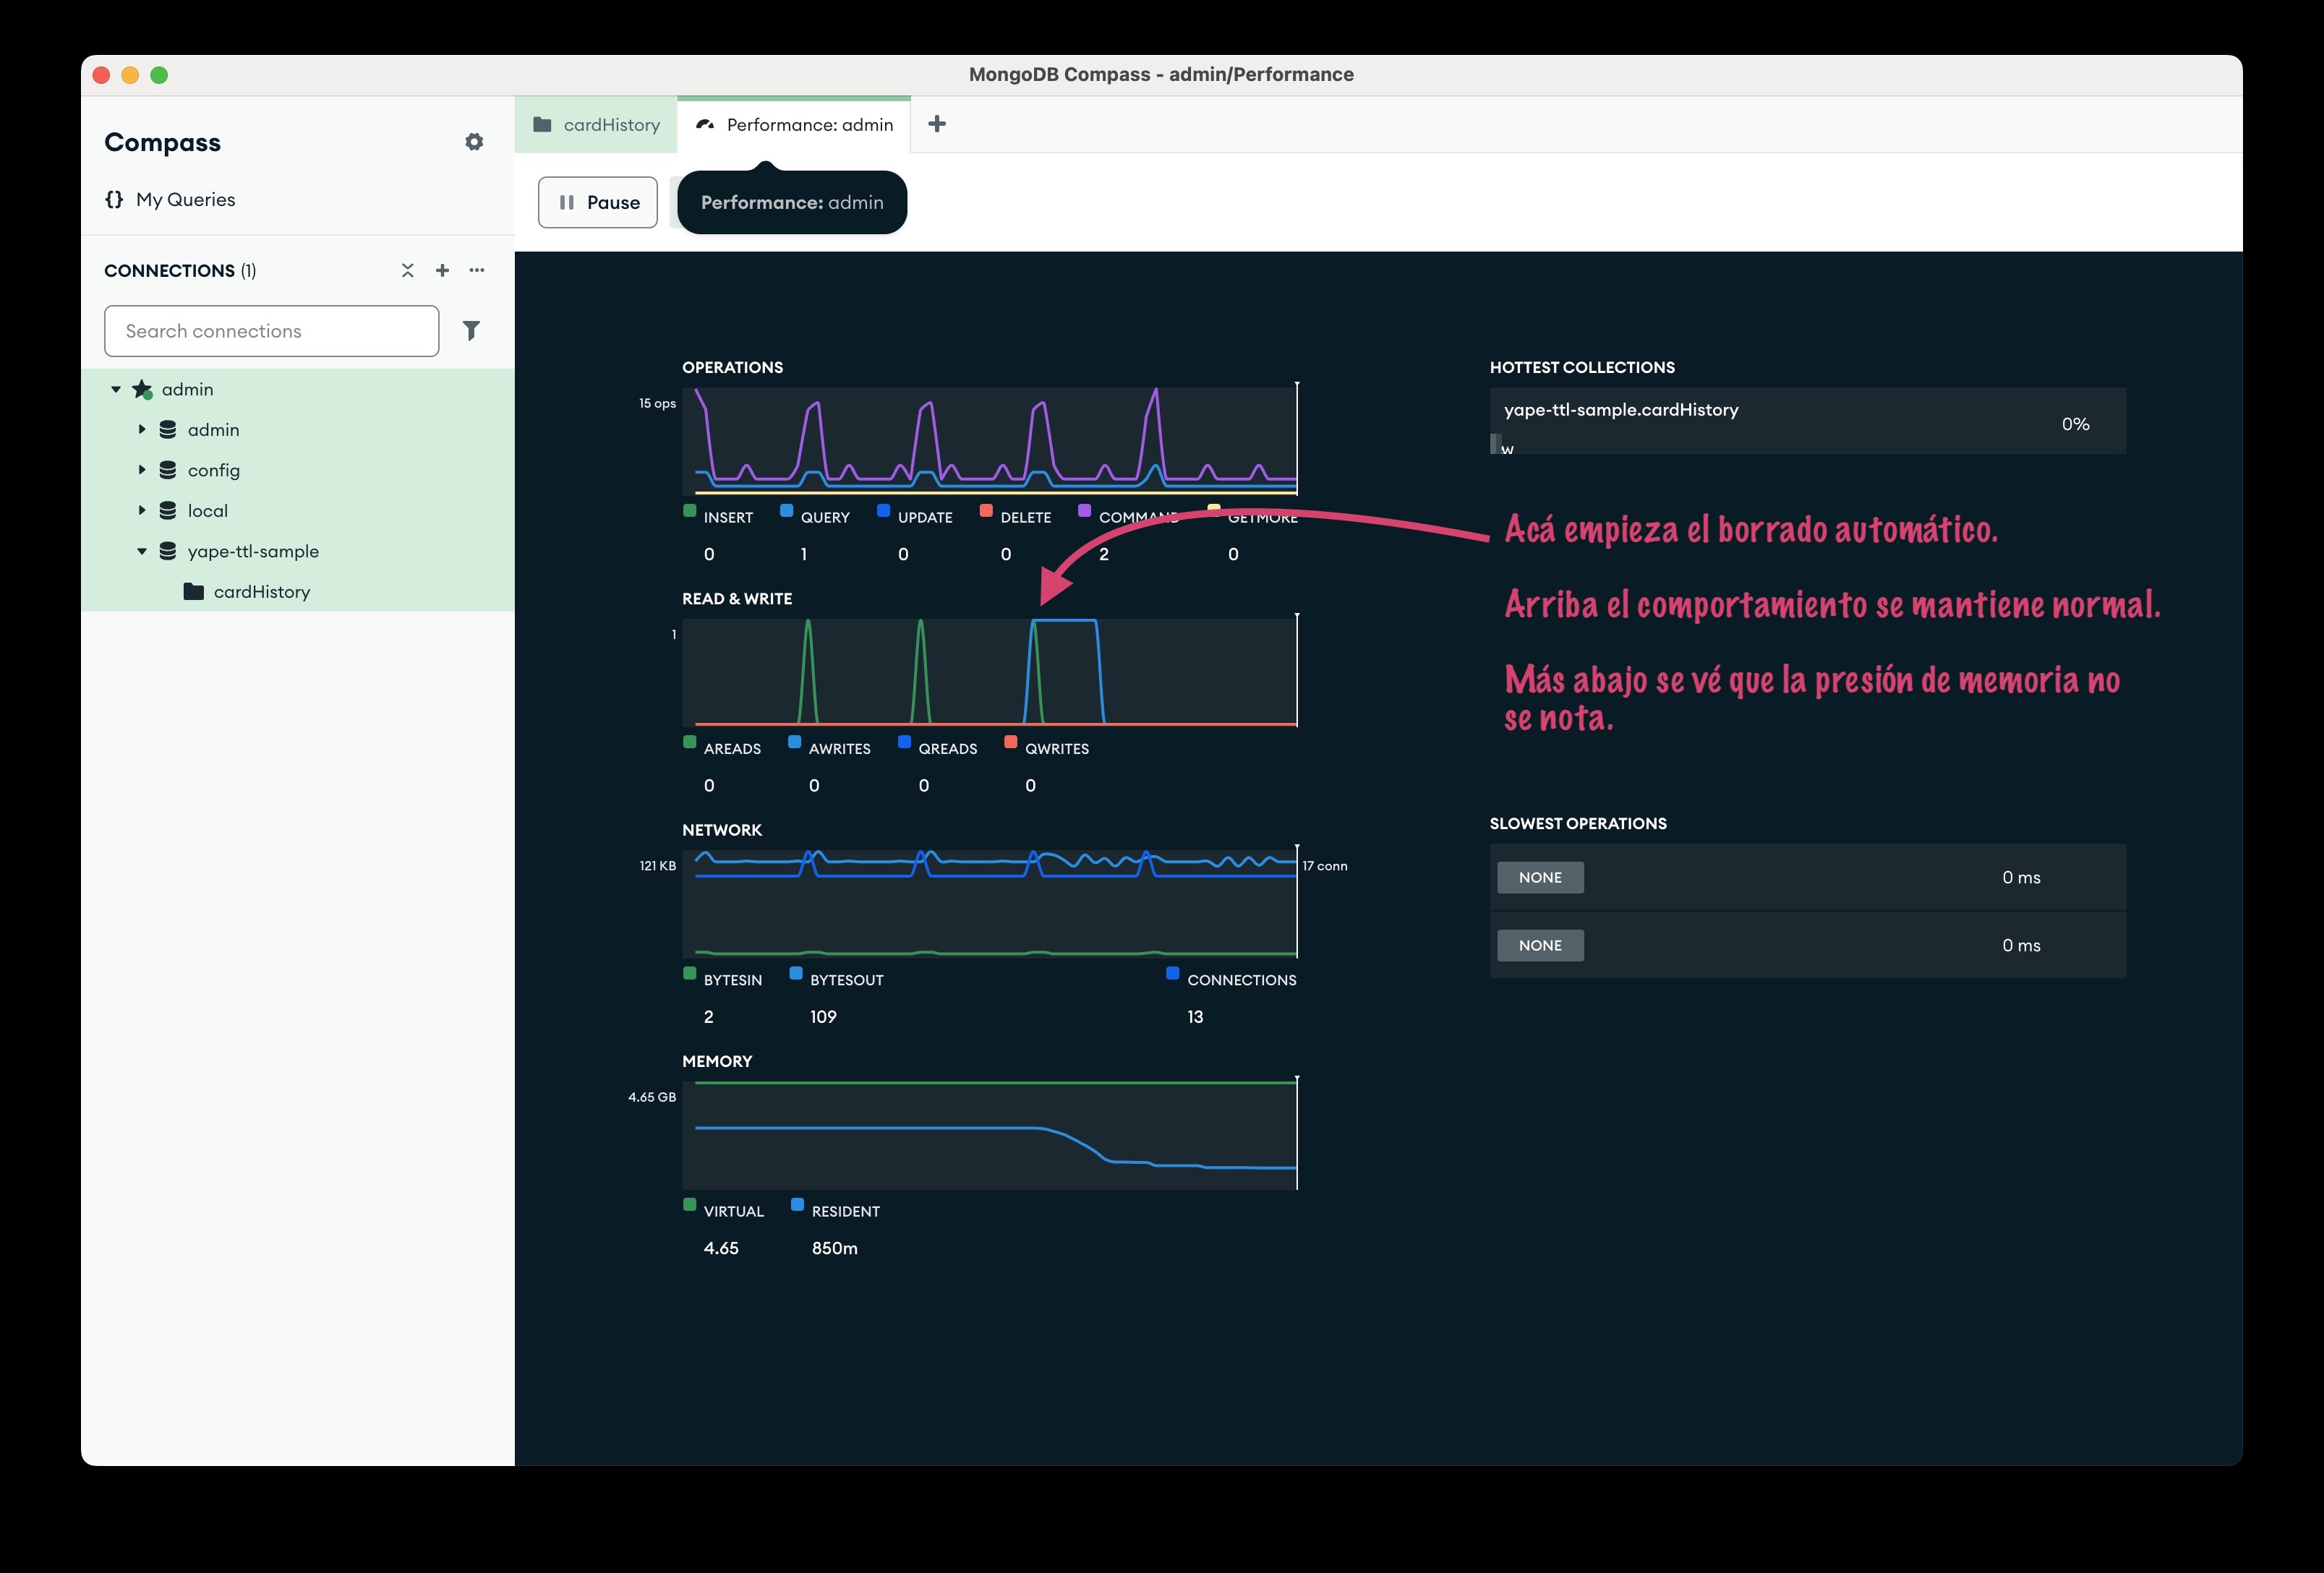 MongoDB Compass - admin/Performance
Compass
My Queries
CONNECTIONS (1)
Search connections
admin
admin
config
local
yape-ttl-sample
cardHistory
cardHistory
Performance: admin
Pause
Performance: admin
OPERATIONS
15 ops
INSERT QUERY UPDATE DELETE COMMAND GETMORE
0 1 0 0 2 0
READ & WRITE
1
AREADS AWRITES QREADS QWRITES
0 0 0 0
NETWORK
121 KB
17 conn
BYTESIN BYTESOUT CONNECTIONS
2 109 13
MEMORY
4.65 GB
VIRTUAL RESIDENT
4.65 850m
HOTTEST COLLECTIONS
yape-ttl-sample.cardHistory
0%
W
Acá empieza el borrado automático.
Arriba el comportamiento se mantiene normal.
Más abajo se vé que la presión de memoria no
se nota.
SLOWEST OPERATIONS
NONE 0 ms
NONE 0 ms